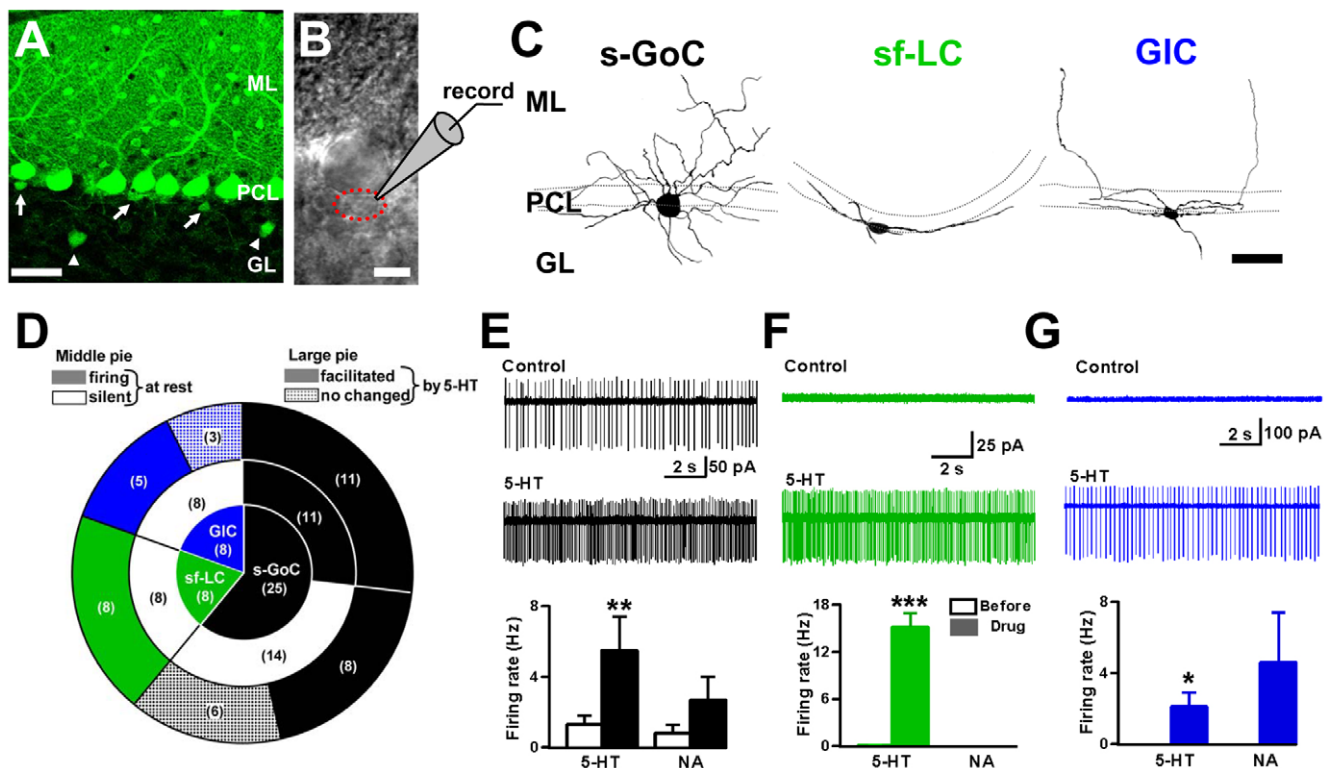 A
ML
PCL
GL
B
record
C
s-GoC
sf-LC
GlC
ML
PCL
GL
D
Middle pie
firing
silent
at rest
Large pie
facilitated
no changed
by 5-HT
(3)
(5)
(8)
(11)
(11)
GlC
(8)
sf-LC
(8)
s-GoC
(25)
(8)
(8)
(14)
(8)
(6)
E
Control
2 s
50 pA
5-HT
Firing rate (Hz)
8
4
0
**
5-HT
NA
F
Control
25 pA
2 s
5-HT
Firing rate (Hz)
18
12
6
0
***
Before
Drug
5-HT
NA
G
Control
2 s
100 pA
5-HT
Firing rate (Hz)
8
4
0
*
5-HT
NA